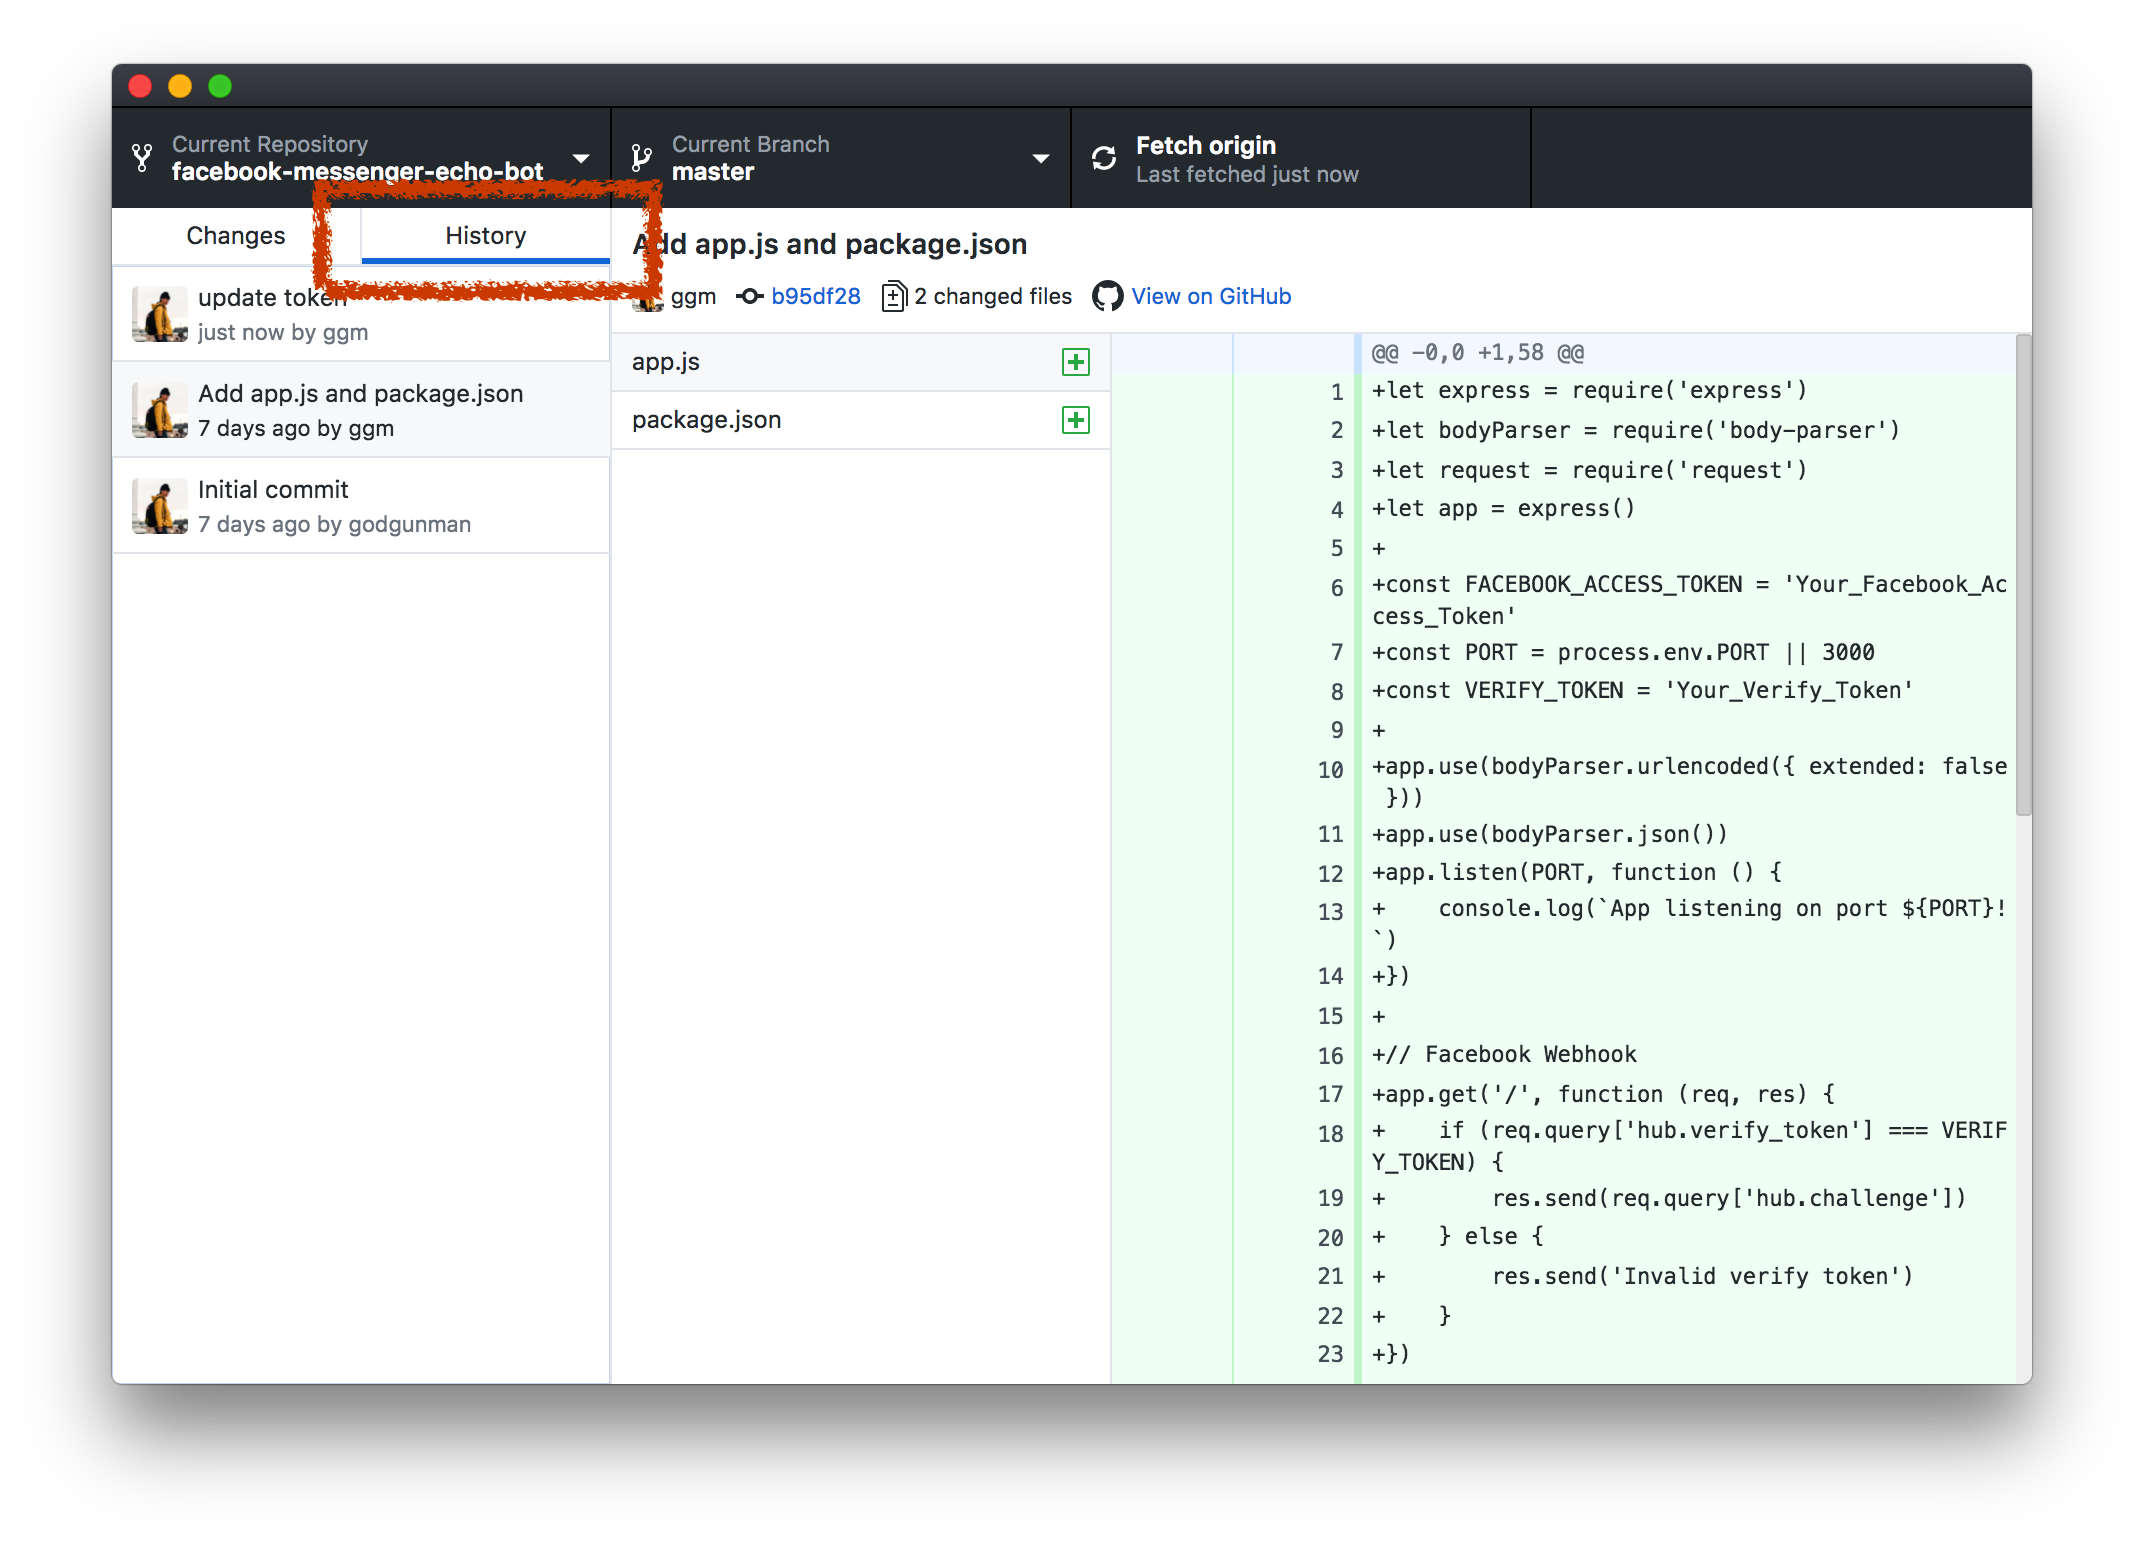 Current Repository
facebook-messenger-echo-bot
Current Branch
master
Fetch origin
Last fetched just now
Changes
History
update token
just now by ggm
Add app.js and package.json
7 days ago by ggm
Initial commit
7 days ago by godgunman
Add app.js and package.json
ggm b95df28 2 changed files View on GitHub
app.js
package.json
@@ -0,0 +1,58 @@
1 +let express = require('express')
2 +let bodyParser = require('body-parser')
3 +let request = require('request')
4 +let app = express()
5 +
6 +const FACEBOOK_ACCESS_TOKEN = 'Your_Facebook_Ac
cess_Token'
7 +const PORT = process.env.PORT || 3000
8 +const VERIFY_TOKEN = 'Your_Verify_Token'
9 +
10 +app.use(bodyParser.urlencoded({ extended: false
}))
11 +app.use(bodyParser.json())
12 +app.listen(PORT, function () {
13 +    console.log(`App listening on port ${PORT}!
`)
14 +})
15 +
16 +// Facebook Webhook
17 +app.get('/', function (req, res) {
18 +    if (req.query['hub.verify_token'] === VERIF
Y_TOKEN) {
19 +        res.send(req.query['hub.challenge'])
20 +    } else {
21 +        res.send('Invalid verify token')
22 +    }
23 +})